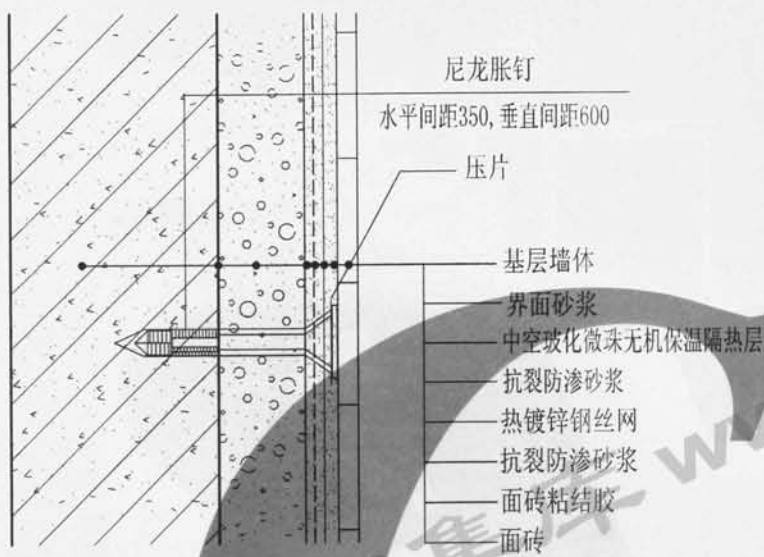 尼龙胀钉
水平间距350,垂直间距600
压片
基层墙体
界面砂浆
中空玻化微珠无机保温隔热层
抗裂防渗砂浆
热镀锌钢丝网
抗裂防渗砂浆
面砖粘结胶
面砖